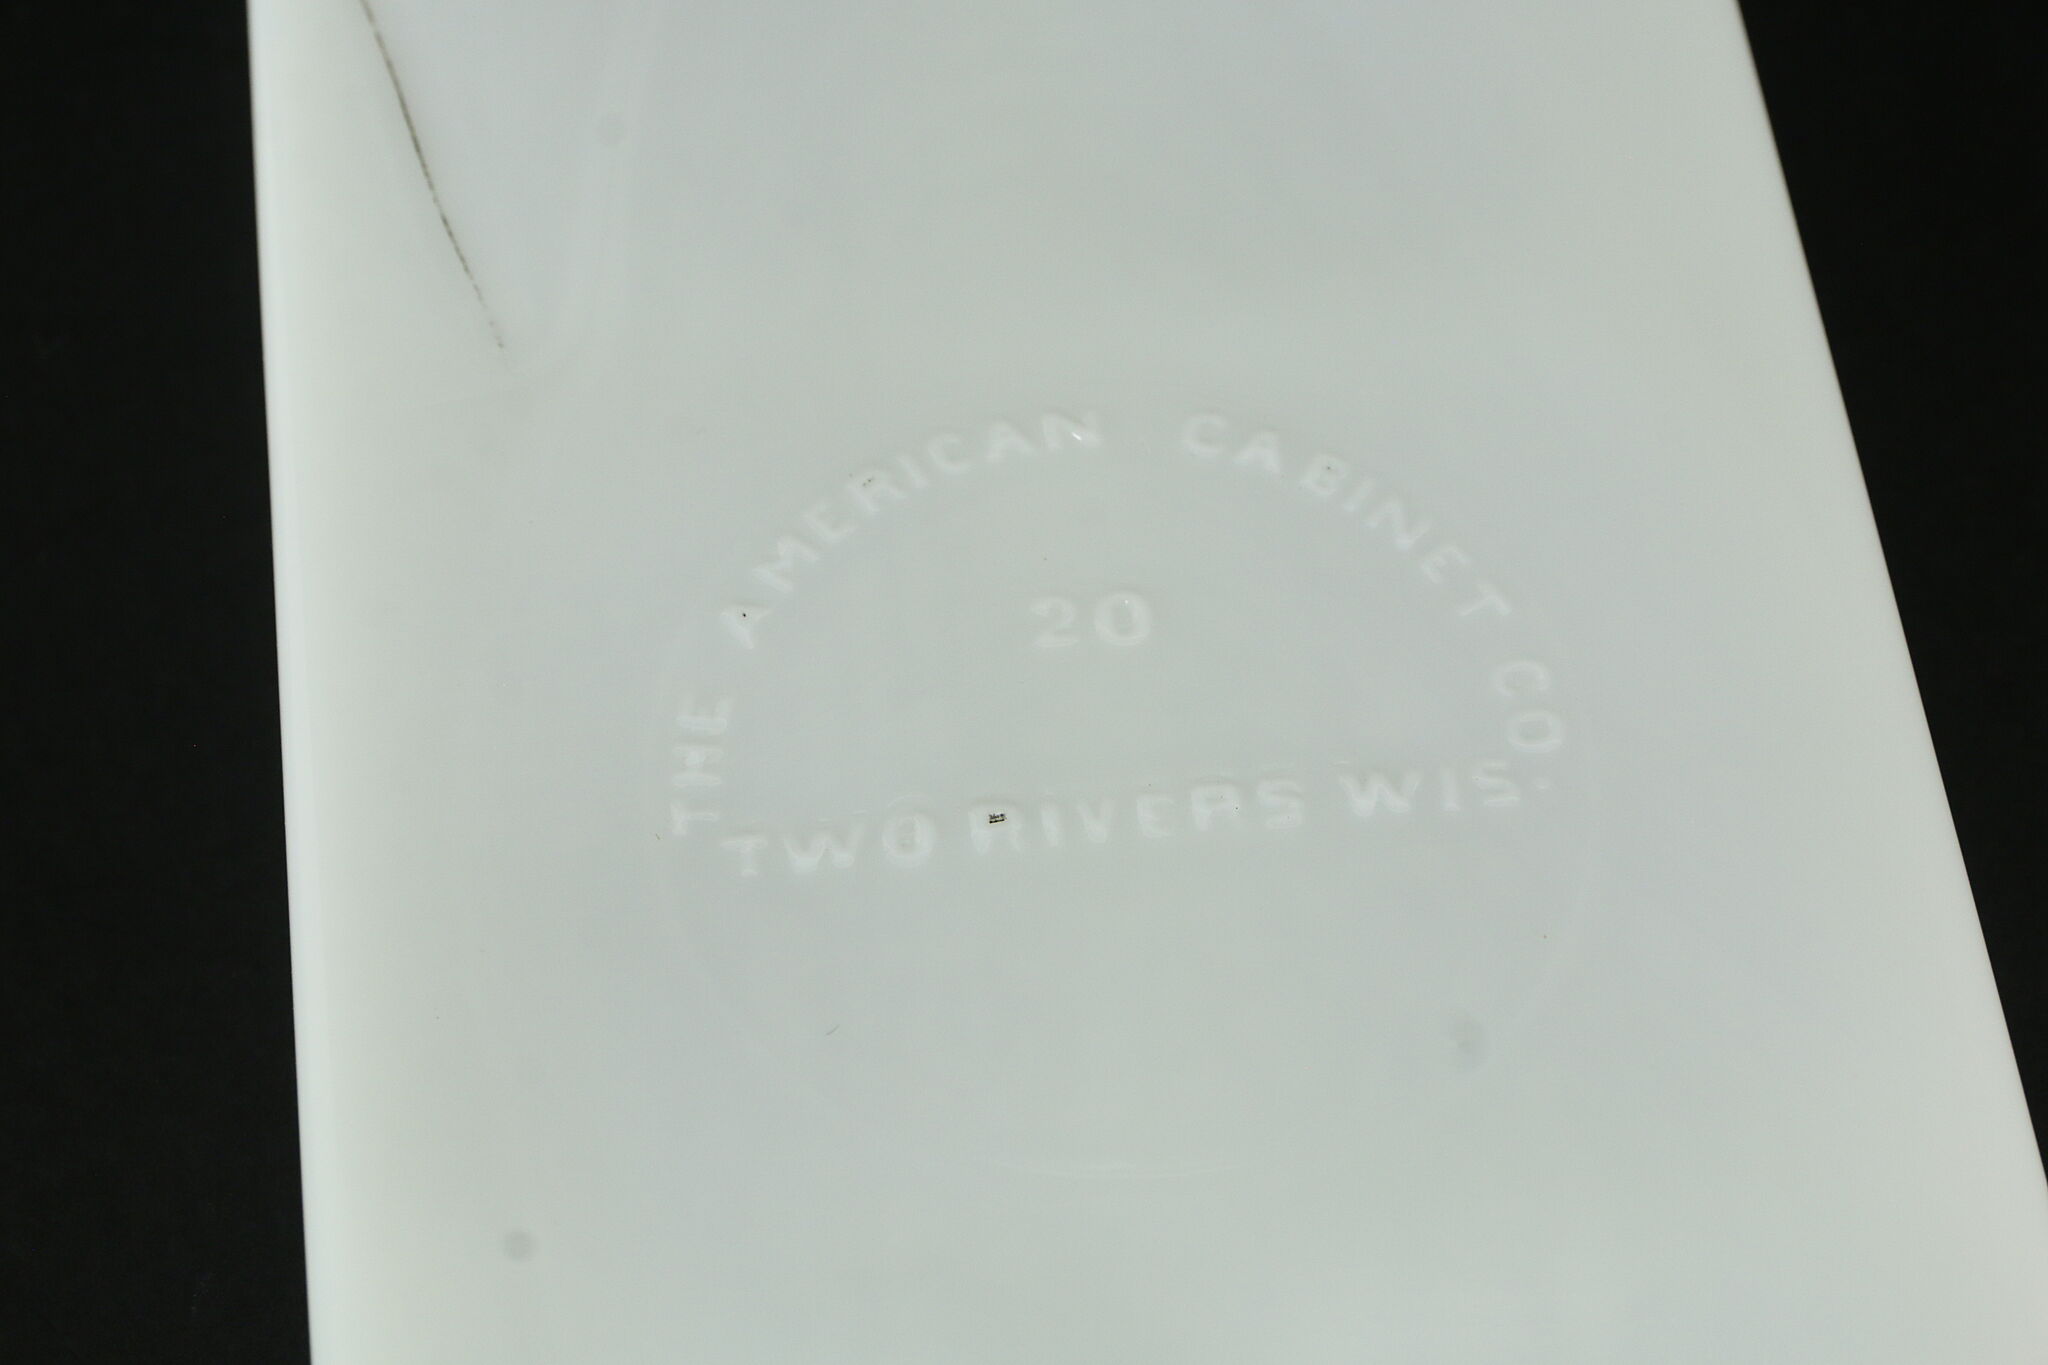 THE AMERICAN CABINET CO
20
TWO RIVERS WIS.